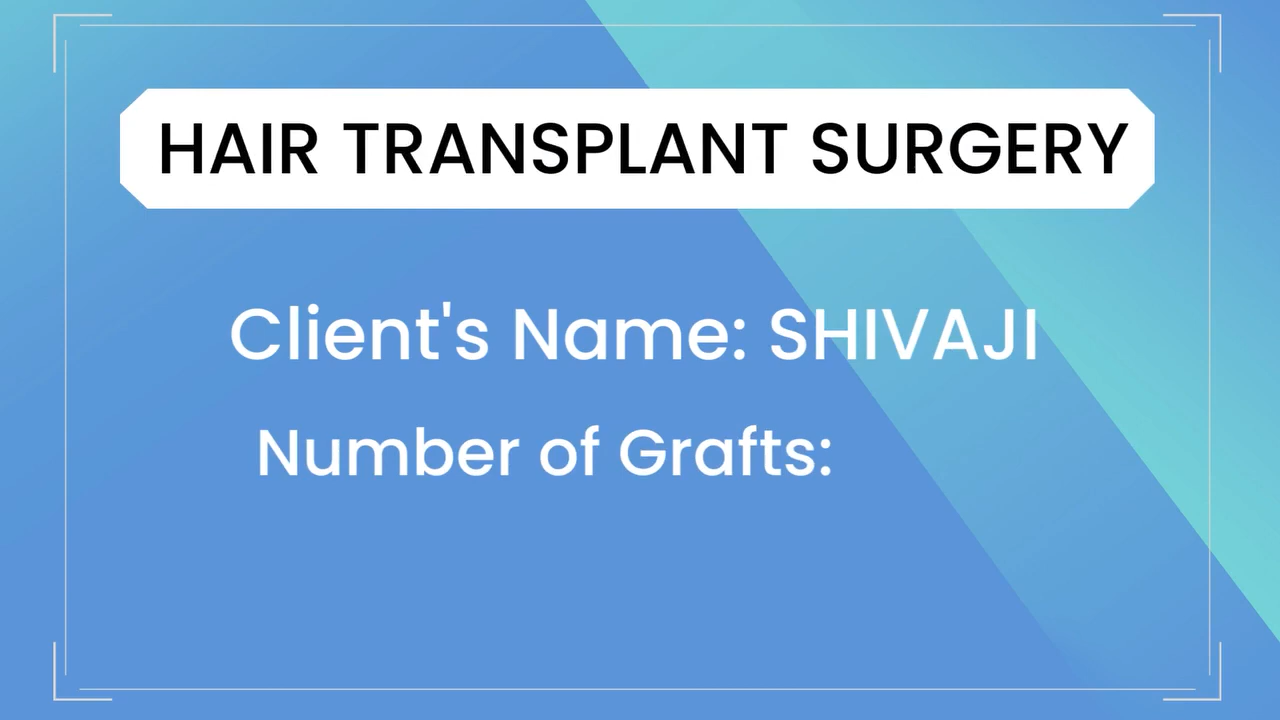 HAIR TRANSPLANT SURGERY
Client's Name: SHIVAJI
Number of Grafts: